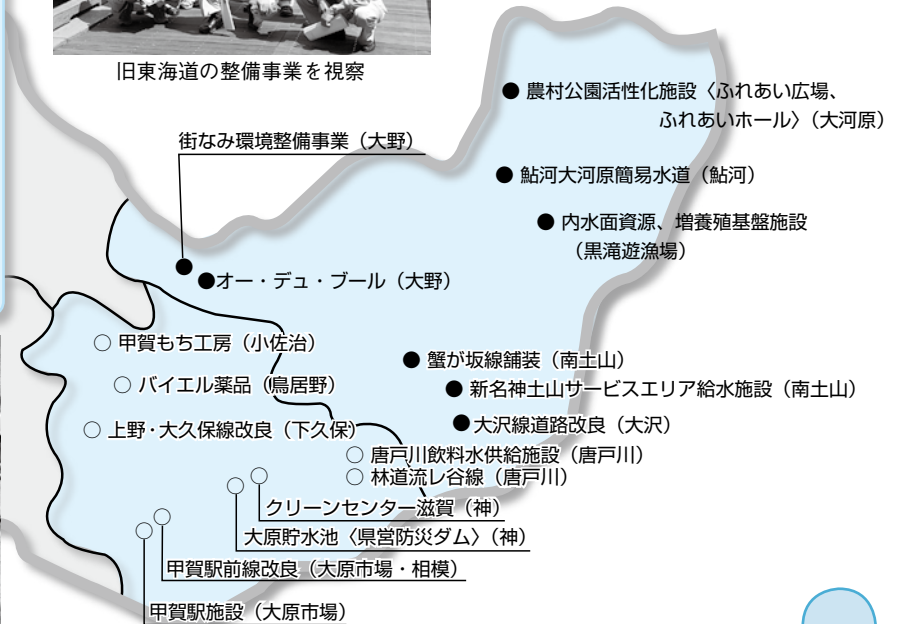 旧東海道の整備事業を視察
● 農村公園活性化施設〈ふれあい広場、
ふれあいホール〉（大河原）
街なみ環境整備事業（大野）
● 鮎河大河原簡易水道（鮎河）
● 内水面資源、増養殖基盤施設
（黒滝遊漁場）
●オー・デュ・ブール（大野）
○ 甲賀もち工房（小佐治）
● 蟹が坂線舗装（南土山）
○ バイエル薬品（鳥居野）
● 新名神土山サービスエリア給水施設（南土山）
○ 上野・大久保線改良（下久保）
●大沢線道路改良（大沢）
○ 唐戸川飲料水供給施設（唐戸川）
○ 林道流レ谷線（唐戸川）
クリーンセンター滋賀（神）
大原貯水池〈県営防災ダム〉（神）
甲賀駅前線改良（大原市場・相模）
甲賀駅施設（大原市場）